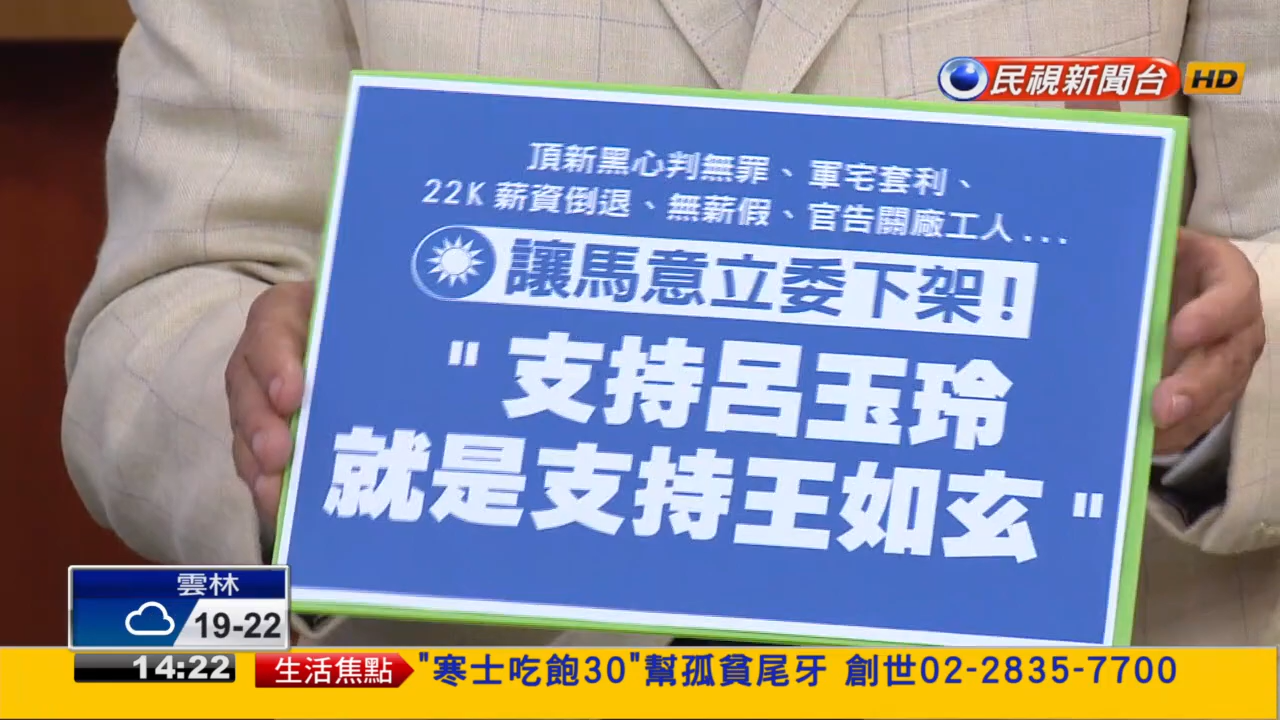 民視新聞台 HD
頂新黑心判無罪、軍宅套利、
22K 薪資倒退、無薪假、官告關廠工人...
讓馬意立委下架!
"支持呂玉玲
就是支持王如玄"
雲林
19-22
14:22 生活焦點 "寒士吃飽30"幫孤貧尾牙 創世02-2835-7700